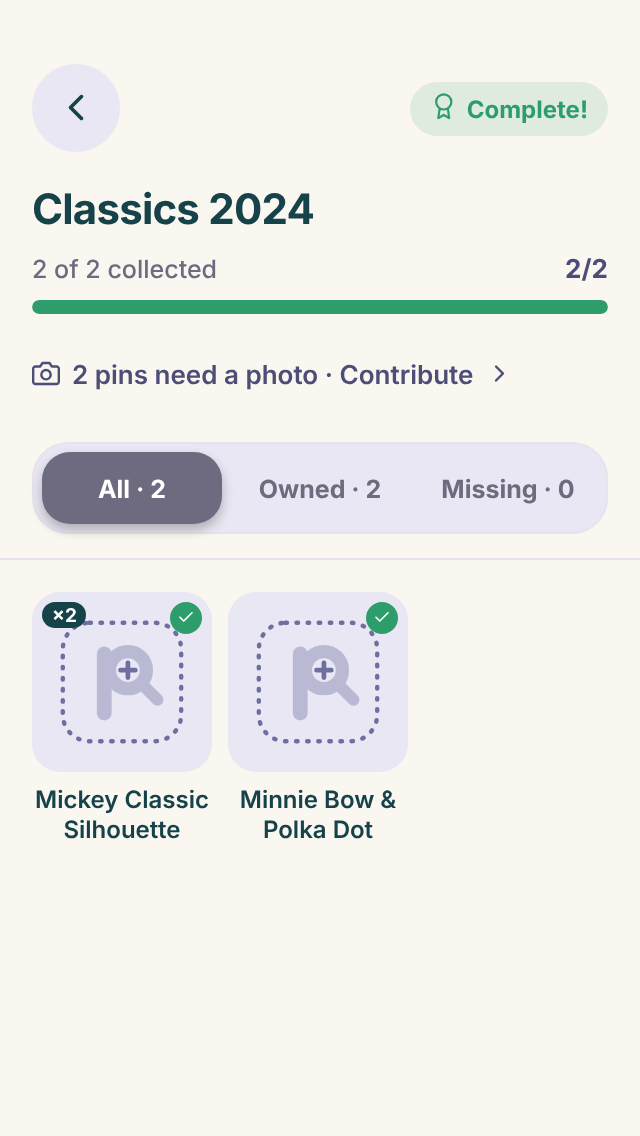 Complete!
Classics 2024
2 of 2 collected
2/2
2 pins need a photo · Contribute
All · 2
Owned · 2
Missing · 0
×2
Mickey Classic
Silhouette
Minnie Bow &
Polka Dot